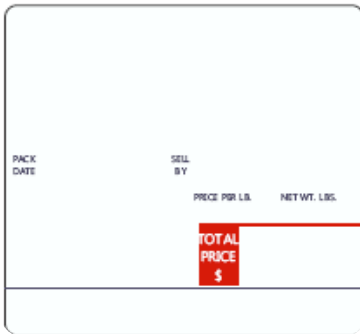 PACK
DATE
SELL
BY
PRICE PER LB.
NET WT. LBS.
TOTAL
PRICE
$